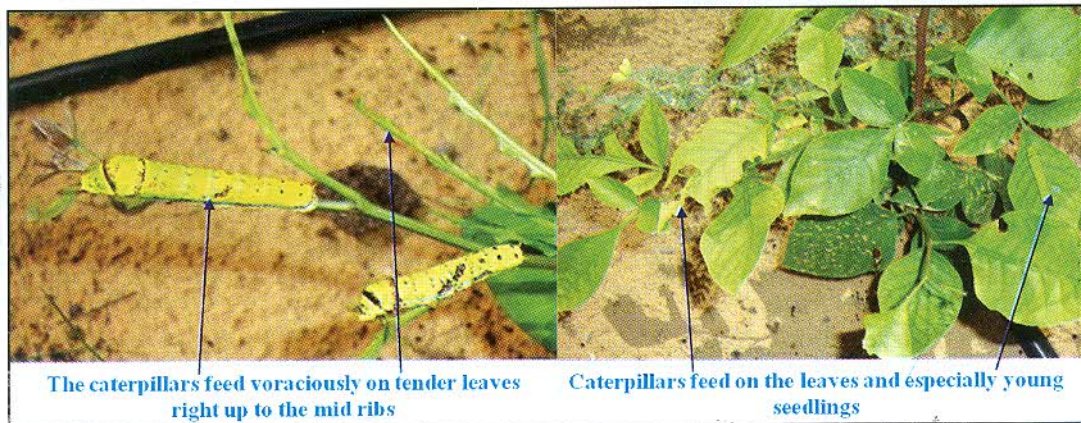 The caterpillars feed voraciously on tender leaves
right up to the mid ribs
Caterpillars feed on the leaves and especially young
seedlings